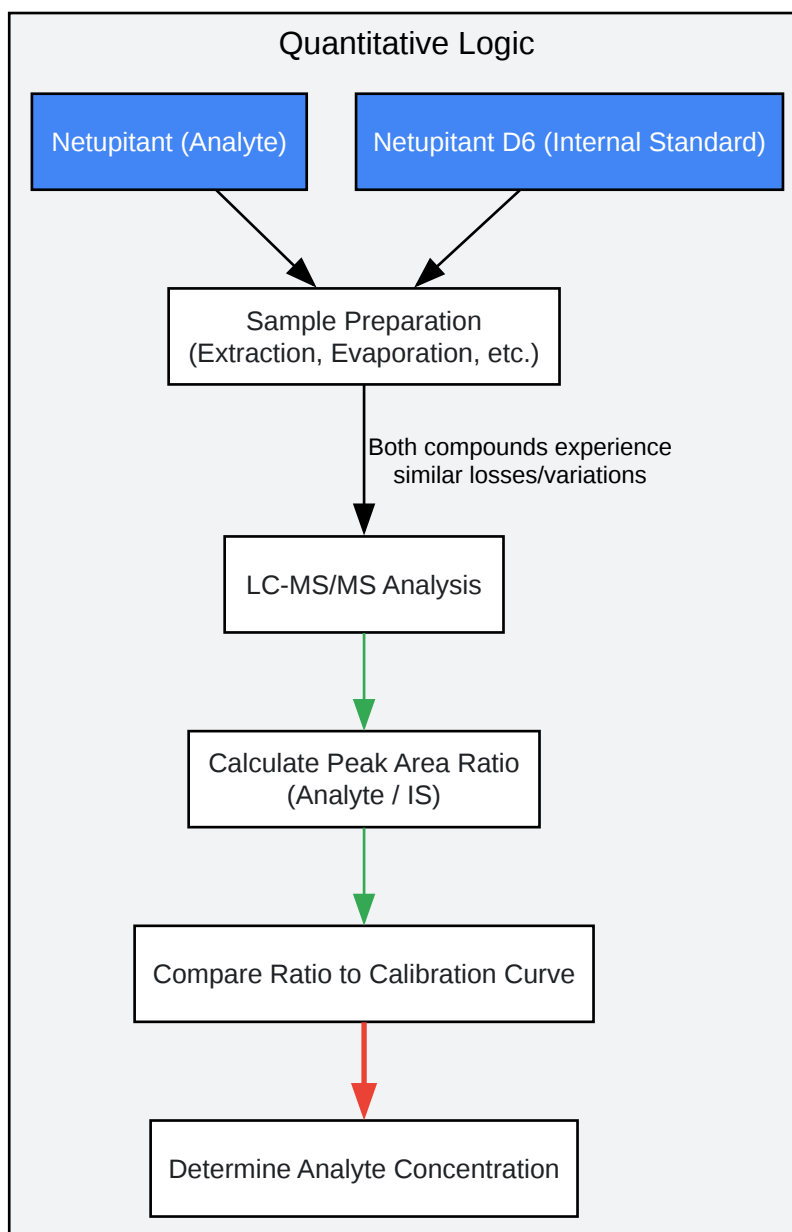 Quantitative Logic
Netupitant (Analyte)
Netupitant D6 (Internal Standard)
Sample Preparation
(Extraction, Evaporation, etc.)
Both compounds experience
similar losses/variations
LC-MS/MS Analysis
Calculate Peak Area Ratio
(Analyte / IS)
Compare Ratio to Calibration Curve
Determine Analyte Concentration